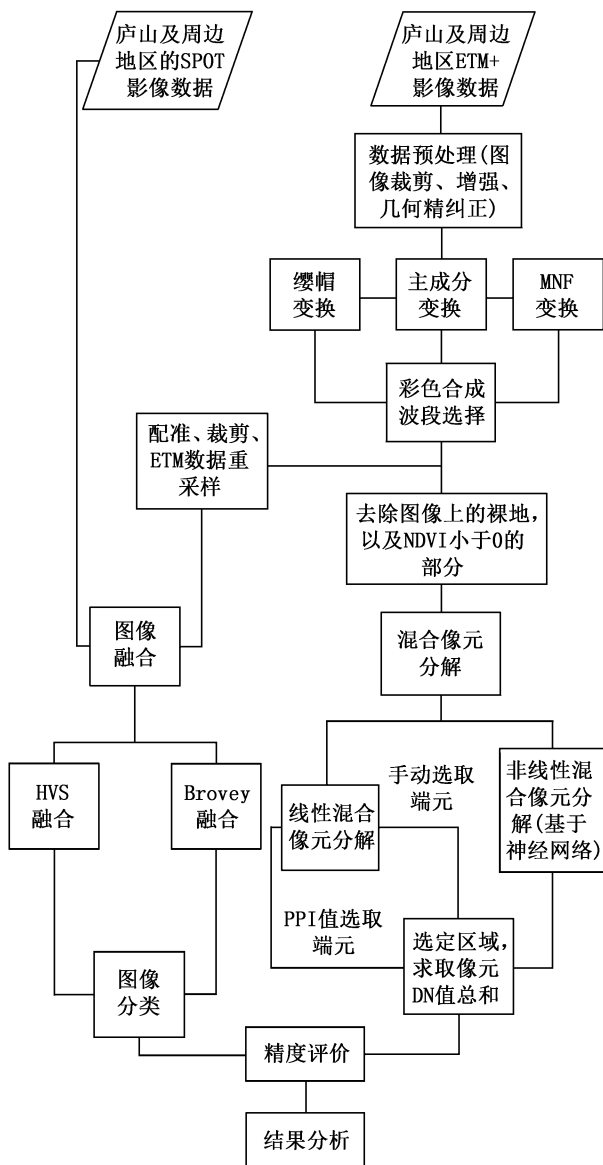 庐山及周边
地区的SPOT
影像数据
庐山及周边
地区ETM+
影像数据
数据预处理(图
像裁剪、增强、
几何精纠正)
缨帽
变换
主成分
变换
MNF
变换
彩色合成
波段选择
配准、裁剪、
ETM数据重
采样
去除图像上的裸地,
以及NDVI小于0的
部分
图像
融合
混合像元
分解
HVS
融合
Brovey
融合
手动选取
端元
线性混合
像元分解
非线性混
合像元分
解(基于
神经网络)
PPI值选取
端元
选定区域,
求取像元
DN值总和
图像
分类
精度评价
结果分析